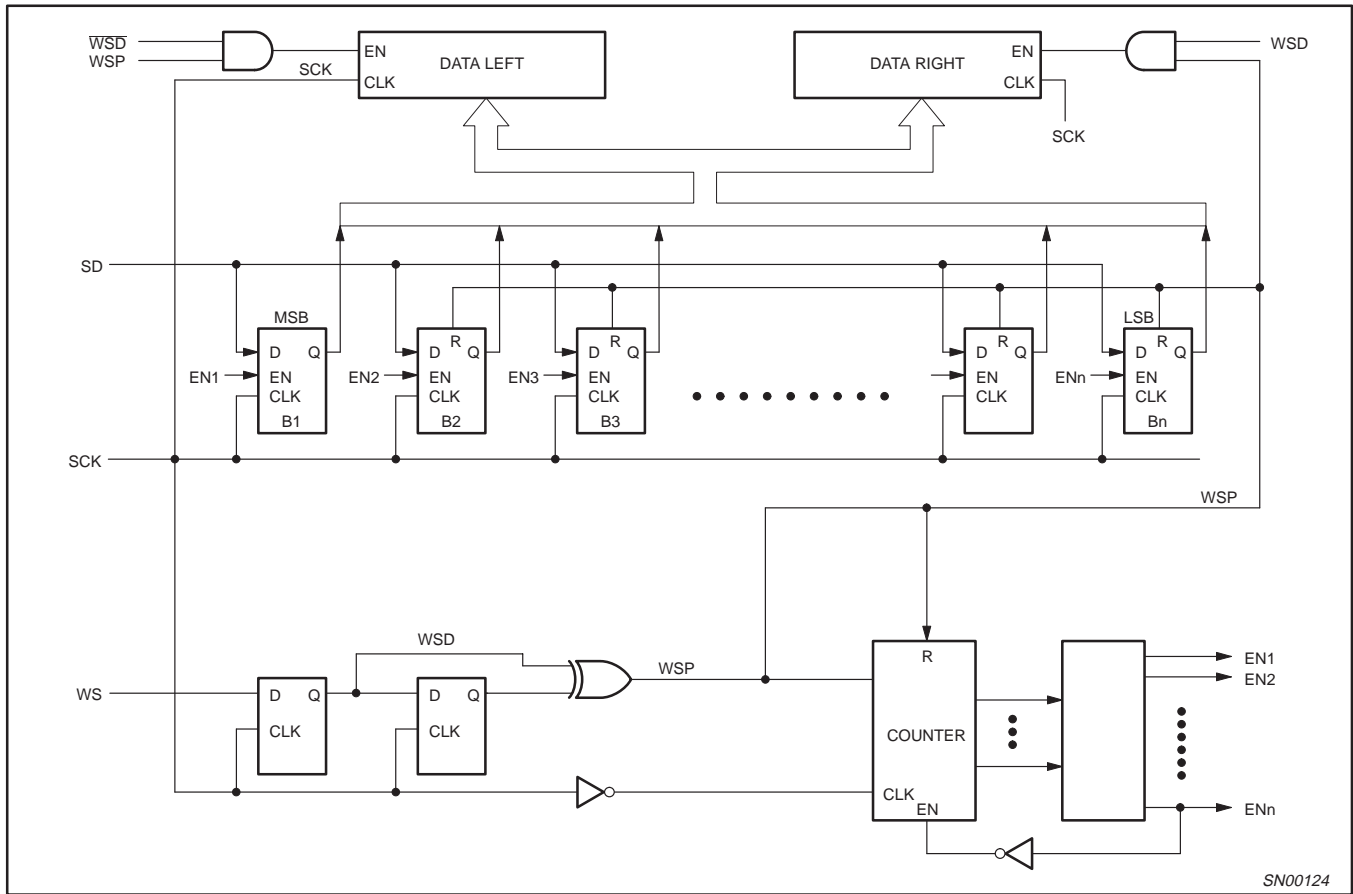 WSD
WSP
SCK
EN
CLK
DATA LEFT
DATA RIGHT
EN
CLK
WSD
SCK
SD
MSB
LSB
D Q
EN1 EN
CLK
B1
R
D Q
EN2 EN
CLK
B2
R
D Q
EN3 EN
CLK
B3
R
D Q
EN
CLK
R
D Q
ENn EN
CLK
Bn
SCK
WSP
WSD
WS
D Q
CLK
D Q
CLK
WSP
R
COUNTER
CLK
EN
EN1
EN2
ENn
SN00124